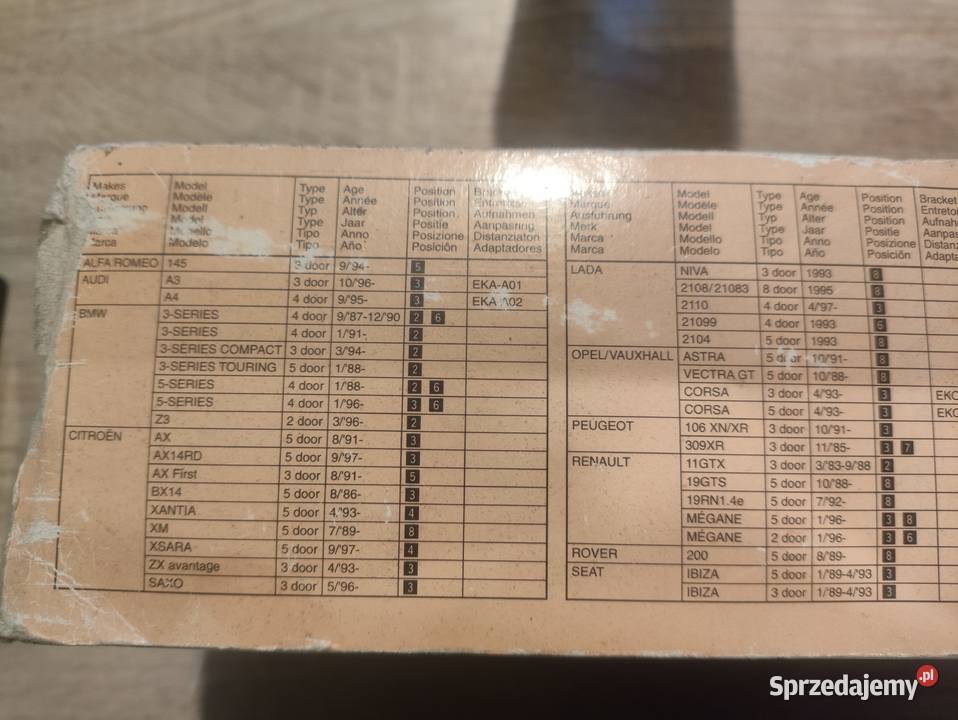 Makes Model Type Age Position
Marque Modèle Type Année Position Entretoise
Modell Typ Alter Position Aufnahmen
Model Type Jaar Positie Aanpassing
Modello Tipo Anno Posizione Distanziatori
Marca Modelo Tipo Año Posición Adaptadores
ALFA ROMEO 145 3 door 9/'94- 5
AUDI A3 3 door 10/'96- 3 EKA-A01
A4 4 door 9/'95- 3 EKA A02
BMW 3-SERIES 4 door 9/'87-12/'90 2 6
3-SERIES 4 door 1/'91- 2
3-SERIES COMPACT 3 door 3/'94- 2
3-SERIES TOURING 5 door 1/'88- 2
5-SERIES 4 door 1/'88- 2 6
5-SERIES 4 door 1/'96- 3 6
Z3 2 door 3/'96- 2
CITROËN AX 5 door 8/'91- 3
AX14RD 5 door 9/'97- 3
AX First 3 door 8/'91- 5
BX14 5 door 8/'86- 3
XANTIA 5 door 4/'93- 4
XM 5 door 7/'89- 8
XSARA 5 door 9/'97- 4
ZX avantage 3 door 4/'93- 3
SAXO 3 door 5/'96- 3
Model Type Age Position Bracket
Marque Modèle Type Année Position
Ausführung Modell Typ Alter Position
Merk Model Type Jaar Positie
Marca Modello Tipo Anno Posizione
Marca Modelo Tipo Año Posición
LADA NIVA 3 door 1993 8
2108/21083 8 door 1995 8
2110 4 door 4/'97- 3
21099 4 door 1993 6
2104 5 door 1993 8
OPEL/VAUXHALL ASTRA 5 door 10/'91- 8
VECTRA GT 5 door 10/'88- 8
CORSA 3 door 4/'93- 3
CORSA 5 door 4/'93- 3
PEUGEOT 106 XN/XR 3 door 10/'91- 3
309XR 3 door 11/'85- 3 7
RENAULT 11GTX 3 door 3/'83-9/'88 2
19GTS 5 door 10/'88- 8
19RN1.4e 5 door 7/'92- 8
MÉGANE 5 door 1/'96- 3 8
MÉGANE 2 door 1/'96- 3 6
ROVER 200 5 door 8/'89- 8
SEAT IBIZA 5 door 1/'89-4/'93 3
IBIZA 3 door 1/'89-4/'93 3
Sprzedajemy.pl